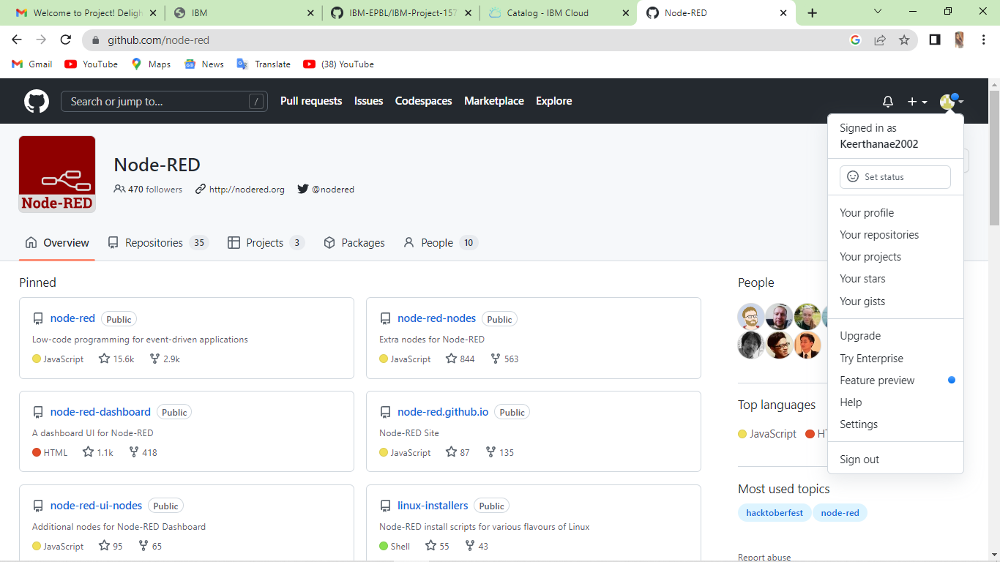 Welcome to Project! Deligh
IBM
IBM-EPBL/IBM-Project-157
Catalog - IBM Cloud
Node-RED
github.com/node-red
Gmail
YouTube
Maps
News
Translate
(38) YouTube
Search or jump to...
/
Pull requests
Issues
Codespaces
Marketplace
Explore
Signed in as
Keerthanae2002
Set status
Your profile
Your repositories
Your projects
Your stars
Your gists
Upgrade
Try Enterprise
Feature preview
Help
Settings
Sign out
Node-RED
Node-RED
470 followers
http://nodered.org
@nodered
Overview
Repositories 35
Projects 3
Packages
People 10
Pinned
node-red Public
Low-code programming for event-driven applications
JavaScript 15.6k 2.9k
node-red-nodes Public
Extra nodes for Node-RED
JavaScript 844 563
node-red-dashboard Public
A dashboard UI for Node-RED
HTML 1.1k 418
node-red.github.io Public
Node-RED Site
JavaScript 87 135
node-red-ui-nodes Public
Additional nodes for Node-RED Dashboard
JavaScript 95 65
linux-installers Public
Node-RED install scripts for various flavours of Linux
Shell 55 43
People
Top languages
JavaScript
Most used topics
hacktoberfest node-red
Report abuse